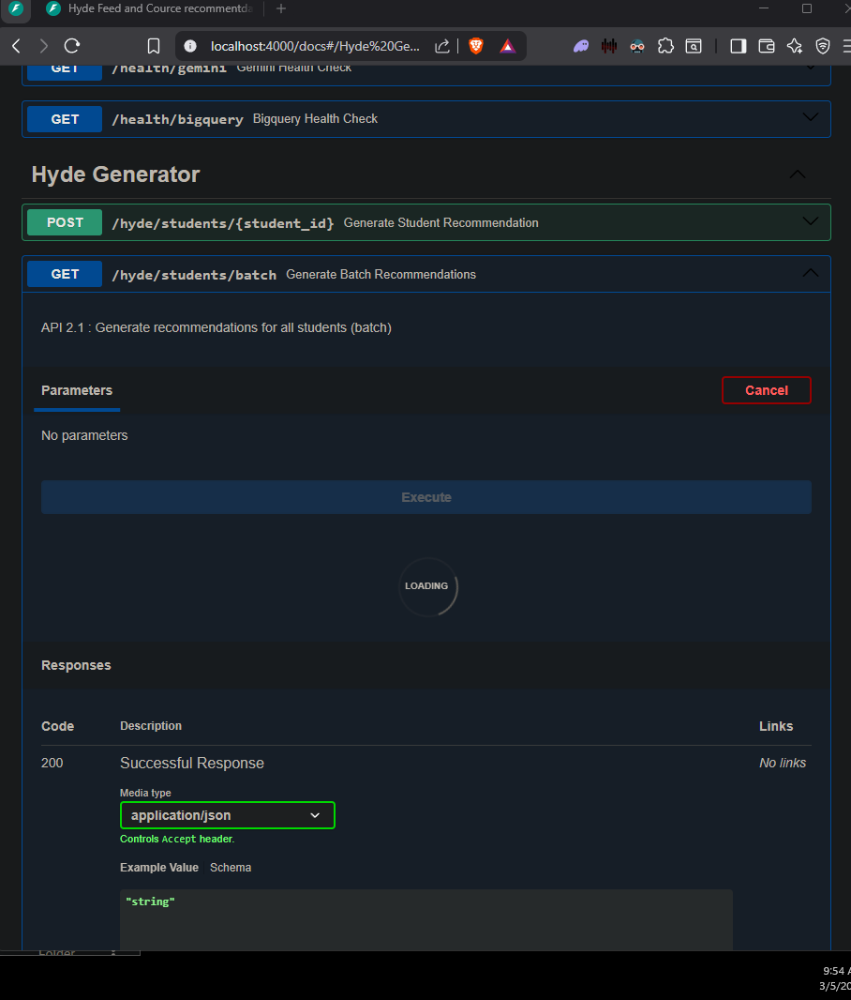 Hyde Feed and Cource recommentda
localhost:4000/docs#/Hyde%20Ge...
GET /health/gemini Gemini Health Check
GET /health/bigquery Bigquery Health Check
Hyde Generator
POST /hyde/students/{student_id} Generate Student Recommendation
GET /hyde/students/batch Generate Batch Recommendations
API 2.1 : Generate recommendations for all students (batch)
Parameters Cancel
No parameters
Execute
LOADING
Responses
Code Description Links
200 Successful Response No links
Media type
application/json
Controls Accept header.
Example Value Schema
"string"
Folder
9:54 A
3/5/20